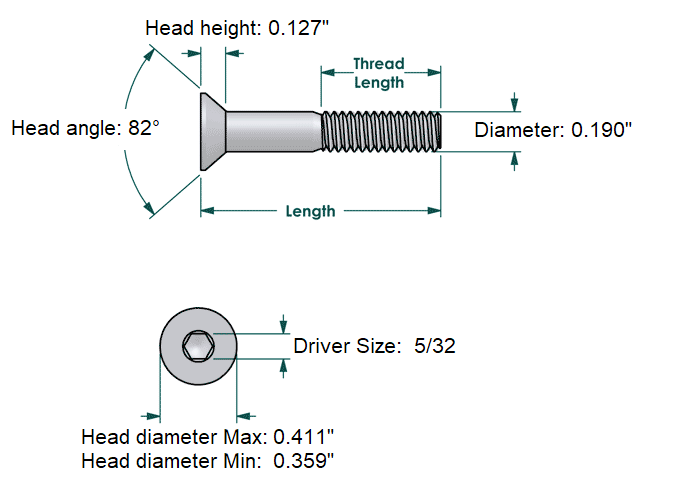 Head height: 0.127"
Thread
Length
Head angle: 82°
Diameter: 0.190"
Length
Driver Size:  5/32
Head diameter Max: 0.411"
Head diameter Min:  0.359"